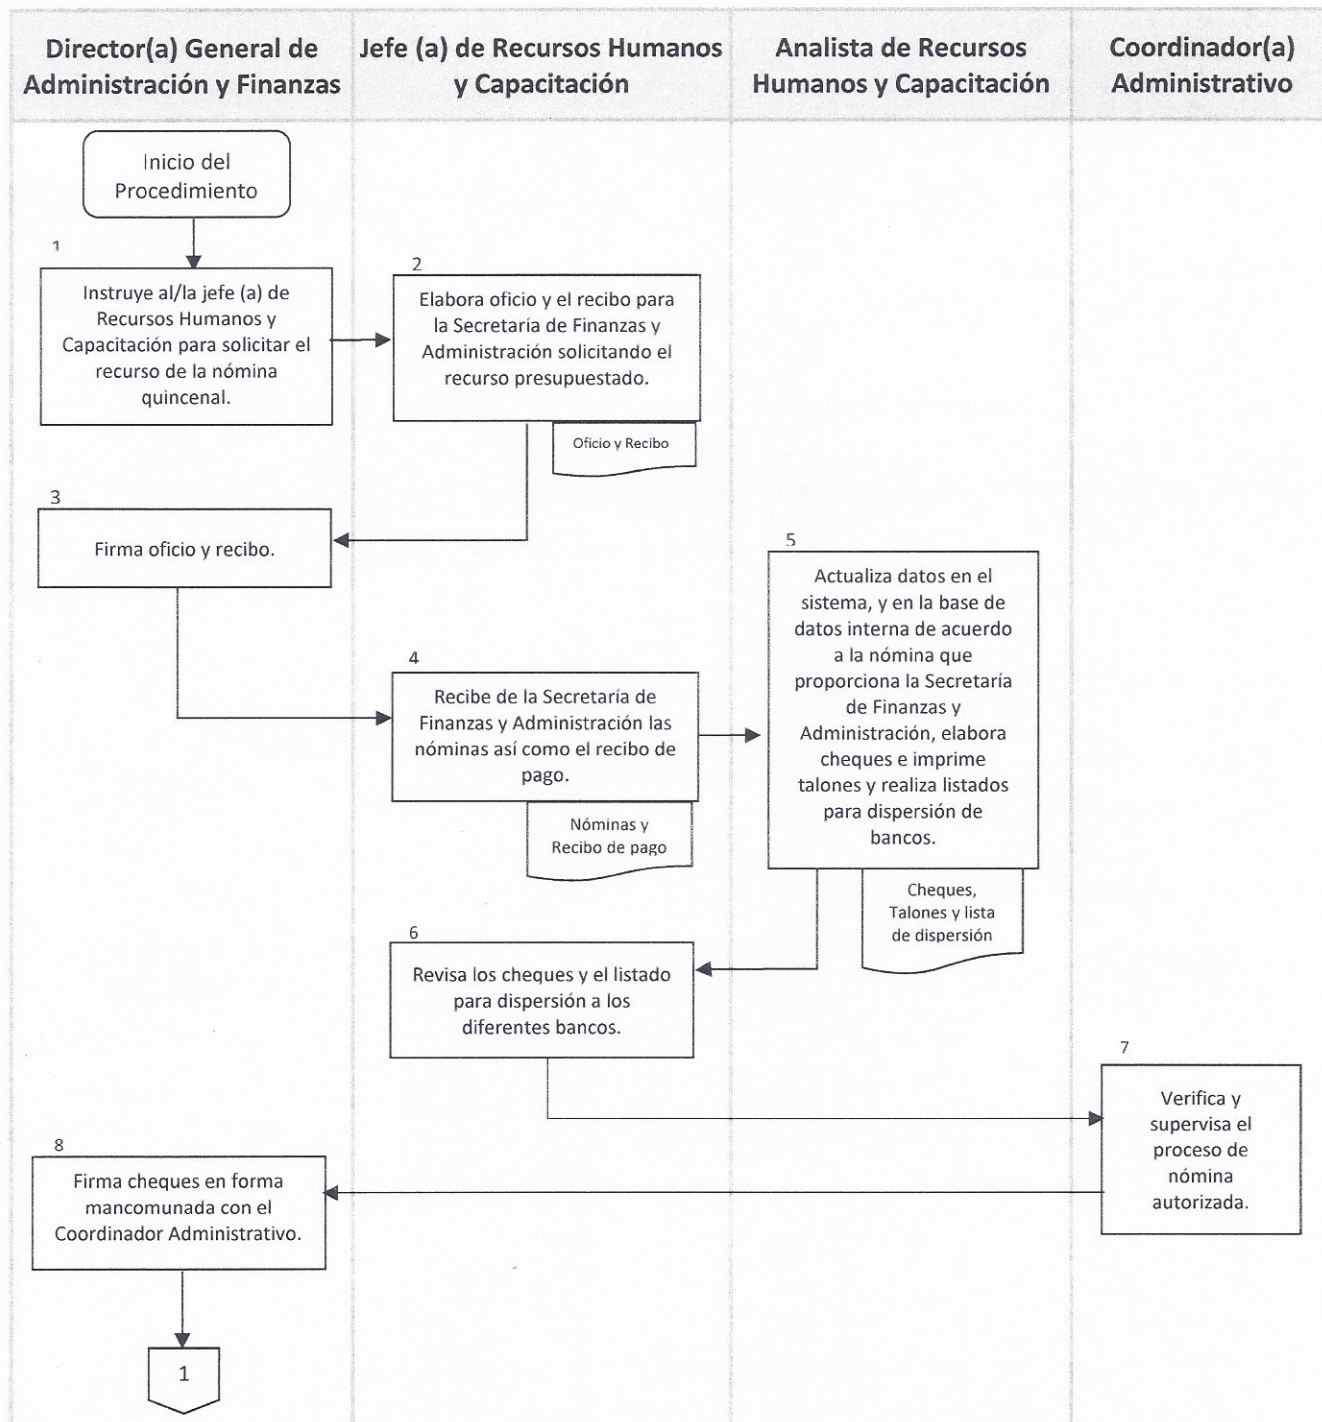 Director(a) General de
Administración y Finanzas
Jefe (a) de Recursos Humanos
y Capacitación
Analista de Recursos
Humanos y Capacitación
Coordinador(a)
Administrativo
Inicio del
Procedimiento
1
Instruye al/la jefe (a) de
Recursos Humanos y
Capacitación para solicitar el
recurso de la nómina
quincenal.
2
Elabora oficio y el recibo para
la Secretaría de Finanzas y
Administración solicitando el
recurso presupuestado.
Oficio y Recibo
3
Firma oficio y recibo.
4
Recibe de la Secretaría de
Finanzas y Administración las
nóminas así como el recibo de
pago.
Nóminas y
Recibo de pago
5
Actualiza datos en el
sistema, y en la base de
datos interna de acuerdo
a la nómina que
proporciona la Secretaría
de Finanzas y
Administración, elabora
cheques e imprime
talones y realiza listados
para dispersión de
bancos.
Cheques,
Talones y lista
de dispersión
6
Revisa los cheques y el listado
para dispersión a los
diferentes bancos.
7
Verifica y
supervisa el
proceso de
nómina
autorizada.
8
Firma cheques en forma
mancomunada con el
Coordinador Administrativo.
1